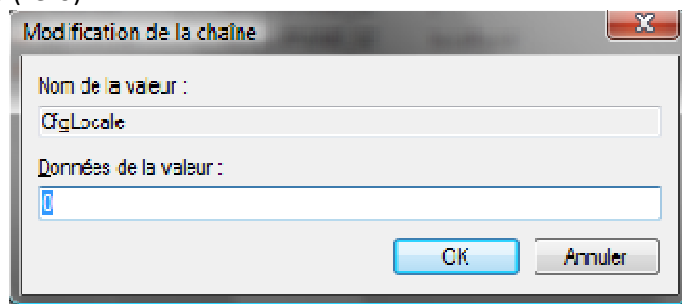 Modification de la chaîne
Nom de la valeur :
CfgLocale
Données de la valeur :
0
OK
Annuler